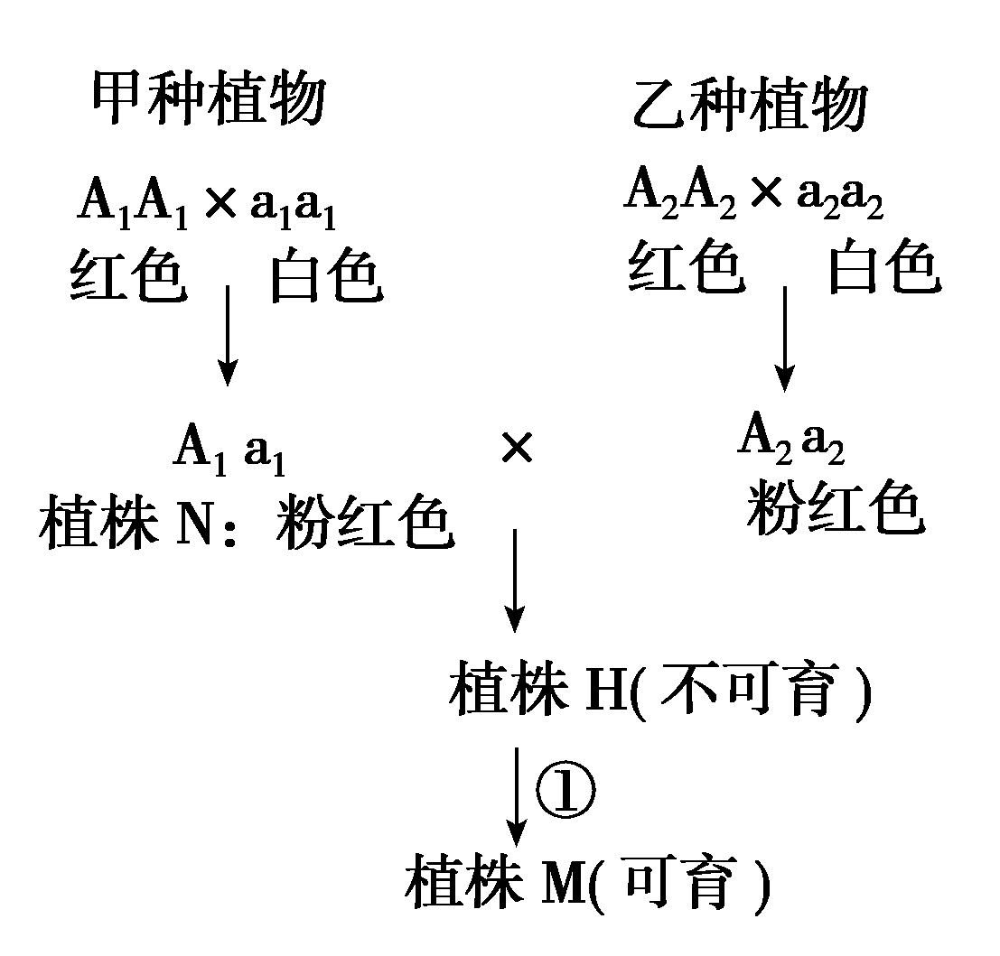 甲种植物 乙种植物
A₁A₁ × a₁a₁ A₂A₂ × a₂a₂
红色 白色 红色 白色
A₁ a₁ × A₂ a₂
植株 N：粉红色 粉红色
植株 H(不可育)
①
植株 M(可育)